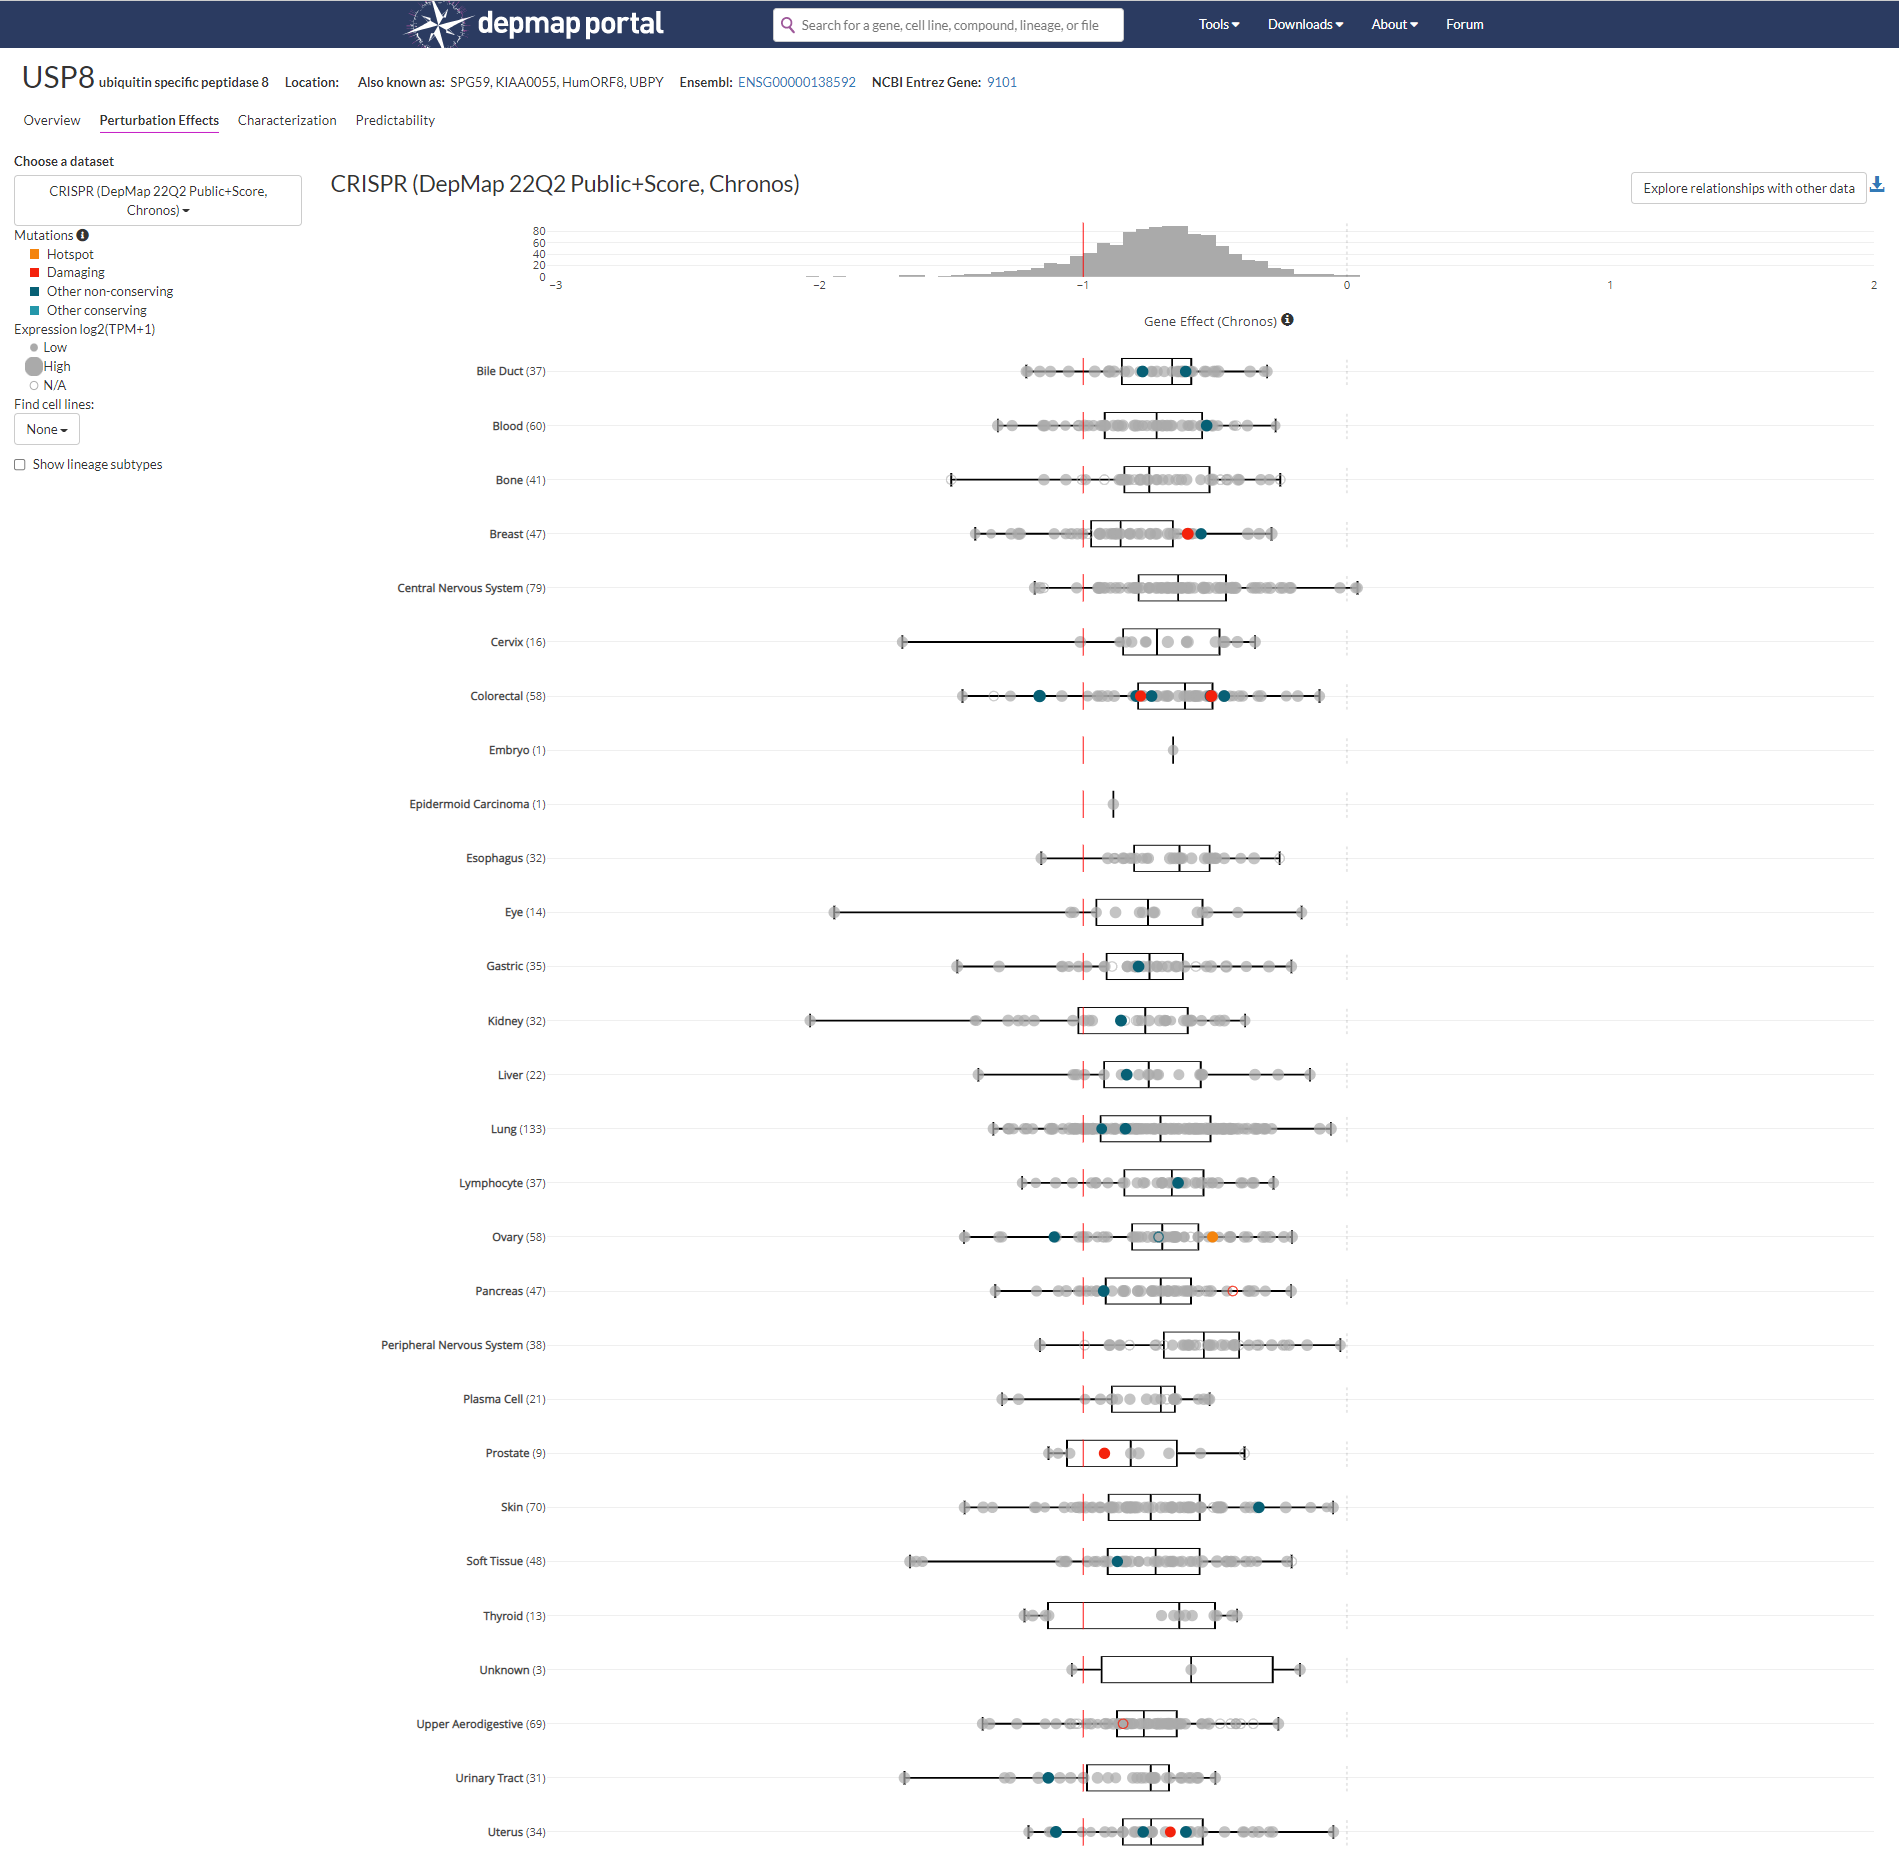 depmap portal
Search for a gene, cell line, compound, lineage, or file
Tools Downloads About Forum
USP8 ubiquitin specific peptidase 8 Location: Also known as: SPG59, KIAA0055, HumORF8, UBPY Ensembl: ENSG00000138592 NCBI Entrez Gene: 9101
Overview Perturbation Effects Characterization Predictability
Choose a dataset
CRISPR (DepMap 22Q2 Public+Score, Chronos)
Mutations
Hotspot
Damaging
Other non-conserving
Other conserving
Expression log2(TPM+1)
Low
High
N/A
Find cell lines:
None
Show lineage subtypes
CRISPR (DepMap 22Q2 Public+Score, Chronos)
Explore relationships with other data
80
60
40
20
0
−3 −2 −1 0 1 2
Gene Effect (Chronos)
Bile Duct (37)
Blood (60)
Bone (41)
Breast (47)
Central Nervous System (79)
Cervix (16)
Colorectal (58)
Embryo (1)
Epidermoid Carcinoma (1)
Esophagus (32)
Eye (14)
Gastric (35)
Kidney (32)
Liver (22)
Lung (133)
Lymphocyte (37)
Ovary (58)
Pancreas (47)
Peripheral Nervous System (38)
Plasma Cell (21)
Prostate (9)
Skin (70)
Soft Tissue (48)
Thyroid (13)
Unknown (3)
Upper Aerodigestive (69)
Urinary Tract (31)
Uterus (34)